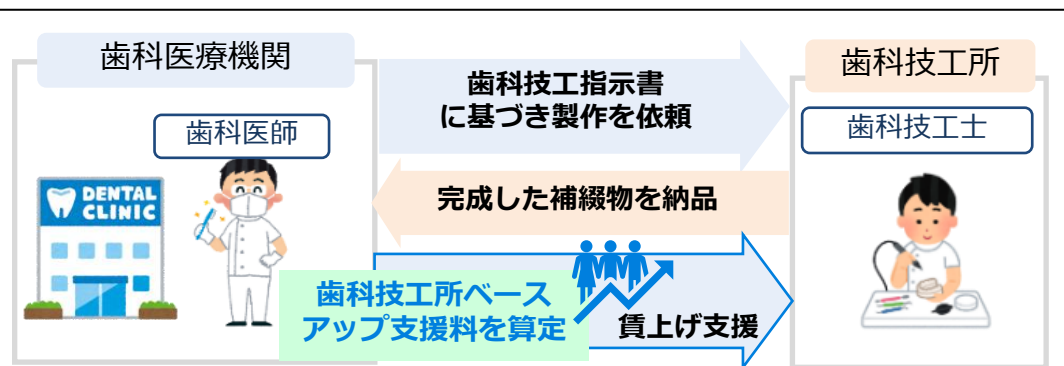 歯科医療機関
歯科技工所
歯科技工指示書
に基づき製作を依頼
歯科医師
歯科技工士
完成した補綴物を納品
DENTAL
CLINIC
歯科技工所ベース
アップ支援料を算定
賃上げ支援